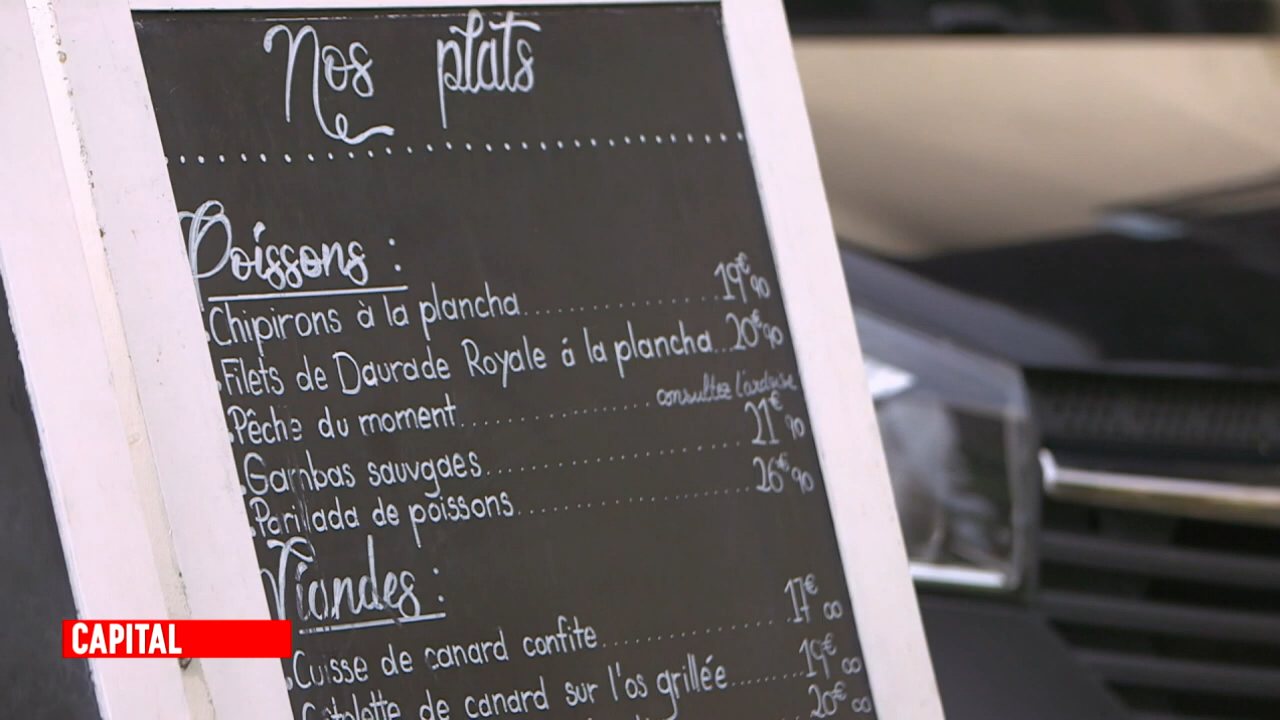 Nos plats
Poissons :
Chipirons à la plancha...................19€90
Filets de Daurade Royale á la plancha...20€90
Pêche du moment......................consultez l'ardoise
Gambas sauvgaes..........................21€90
Parillada de poissons.....................26€90
Viandes :
Cuisse de canard confite.................17€00
Cotolette de canard sur l'os grillée.......19€00
20€00
CAPITAL